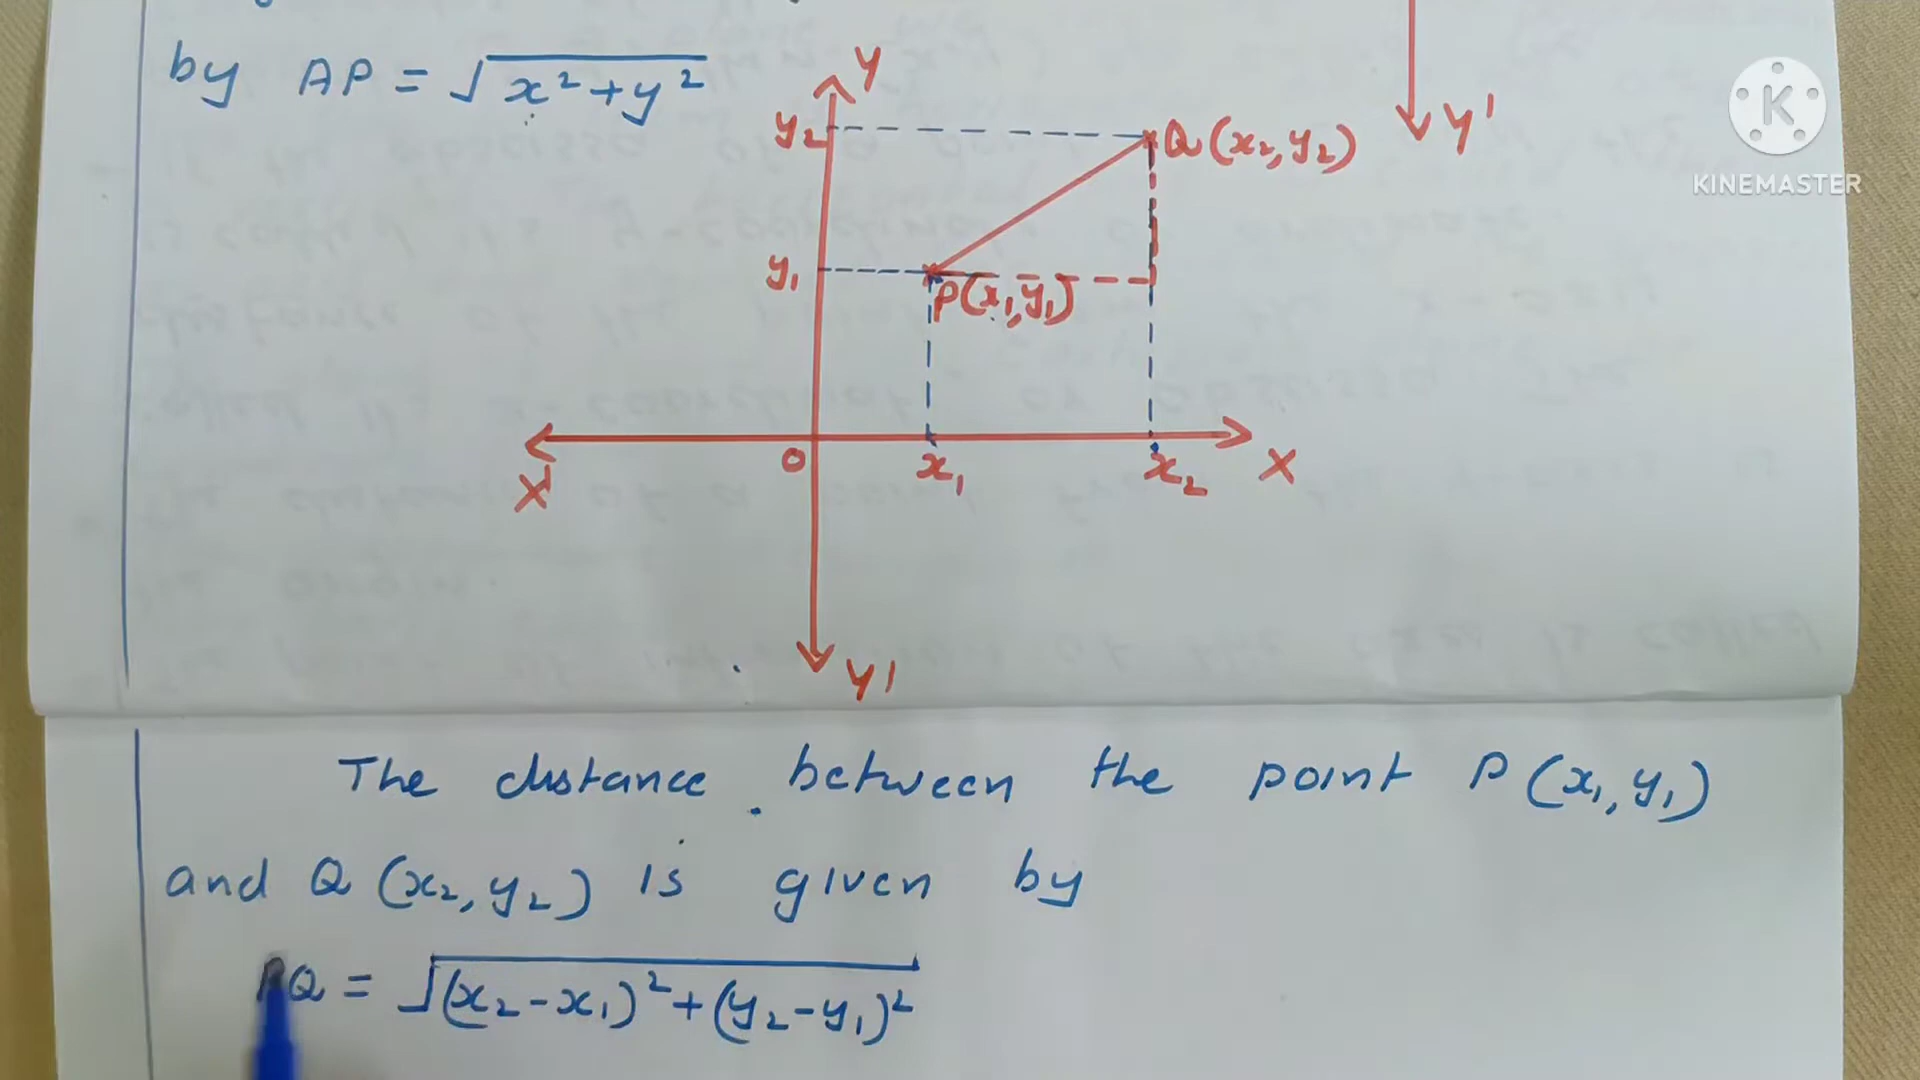 by AP = √x²+y²
Y
y₂
Q(x₂,y₂)
Y'
KINEMASTER
y₁
P(x₁,y₁)
X'
O
x₁
x₂
X
Y'
The distance between the point P(x₁,y₁)
and Q(x₂,y₂) is given by
PQ = √(x₂-x₁)²+(y₂-y₁)²